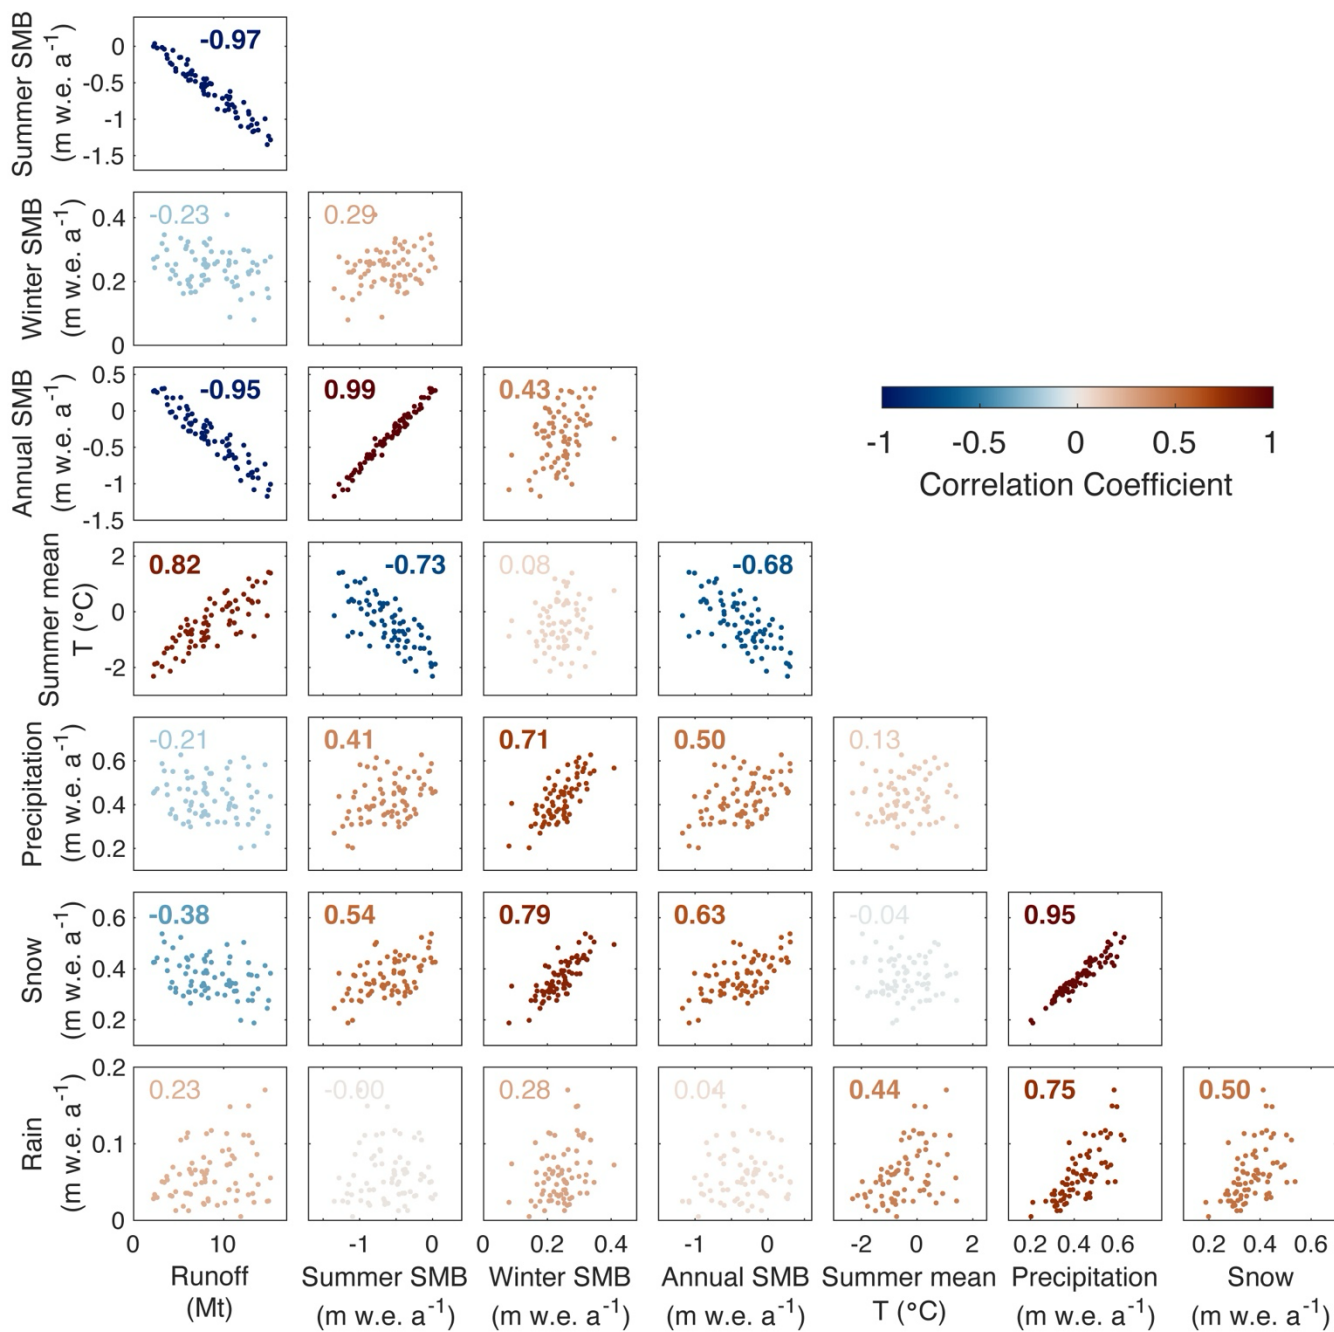 Summer SMB
(m w.e. a⁻¹)
0
-0.5
-1
-1.5
-0.97
Winter SMB
(m w.e. a⁻¹)
0.4
0.2
0
-0.23
0.29
Annual SMB
(m w.e. a⁻¹)
0.5
0
-0.5
-1
-1.5
-0.95
0.99
0.43
-1
-0.5
0
0.5
1
Correlation Coefficient
Summer mean
T (°C)
2
0
-2
0.82
-0.73
0.08
-0.68
Precipitation
(m w.e. a⁻¹)
0.6
0.4
0.2
-0.21
0.41
0.71
0.50
0.13
Snow
(m w.e. a⁻¹)
0.6
0.4
0.2
-0.38
0.54
0.79
0.63
-0.04
0.95
Rain
(m w.e. a⁻¹)
0.2
0.1
0
0.23
-0.00
0.28
0.04
0.44
0.75
0.50
0 10
-1 0
0 0.2 0.4
-1 0
-2 0 2
0.2 0.4 0.6
0.2 0.4 0.6
Runoff
(Mt)
Summer SMB
(m w.e. a⁻¹)
Winter SMB
(m w.e. a⁻¹)
Annual SMB
(m w.e. a⁻¹)
Summer mean
T (°C)
Precipitation
(m w.e. a⁻¹)
Snow
(m w.e. a⁻¹)